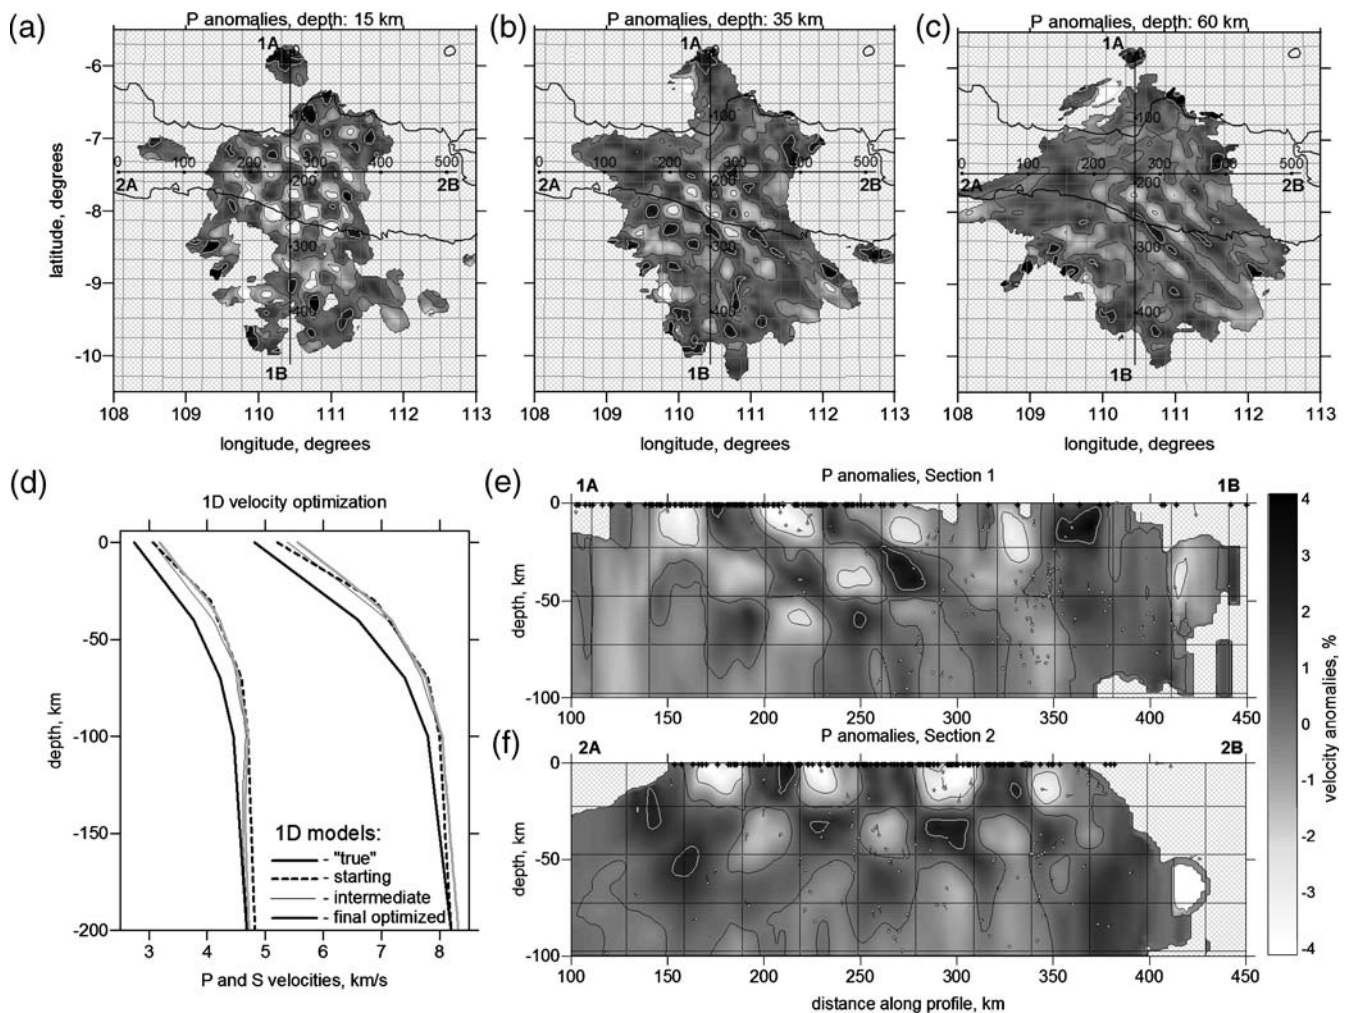 (a)
P anomalies, depth: 15 km
(b)
P anomalies, depth: 35 km
(c)
P anomalies, depth: 60 km
1A 1A 1A
-6
-7
-8
-9
-10
latitude, degrees
100 100 100
0 100 200 300 400 500
0 100 200 300 400 500
0 100 200 300 400 500
2A 200 2B
2A 200 2B
2A 200 2B
300 300 300
400 400 400
1B 1B 1B
108 109 110 111 112 113
108 109 110 111 112 113
108 109 110 111 112 113
longitude, degrees
longitude, degrees
longitude, degrees
(d)
1D velocity optimization
0
-50
-100
-150
-200
depth, km
1D models:
- "true"
- starting
- intermediate
- final optimized
3 4 5 6 7 8
P and S velocities, km/s
(e)
P anomalies, Section 1
1A 1B
0
-50
-100
depth, km
100 150 200 250 300 350 400 450
(f)
P anomalies, Section 2
2A 2B
0
-50
-100
depth, km
100 150 200 250 300 350 400 450
distance along profile, km
4
3
2
1
0
-1
-2
-3
-4
velocity anomalies, %